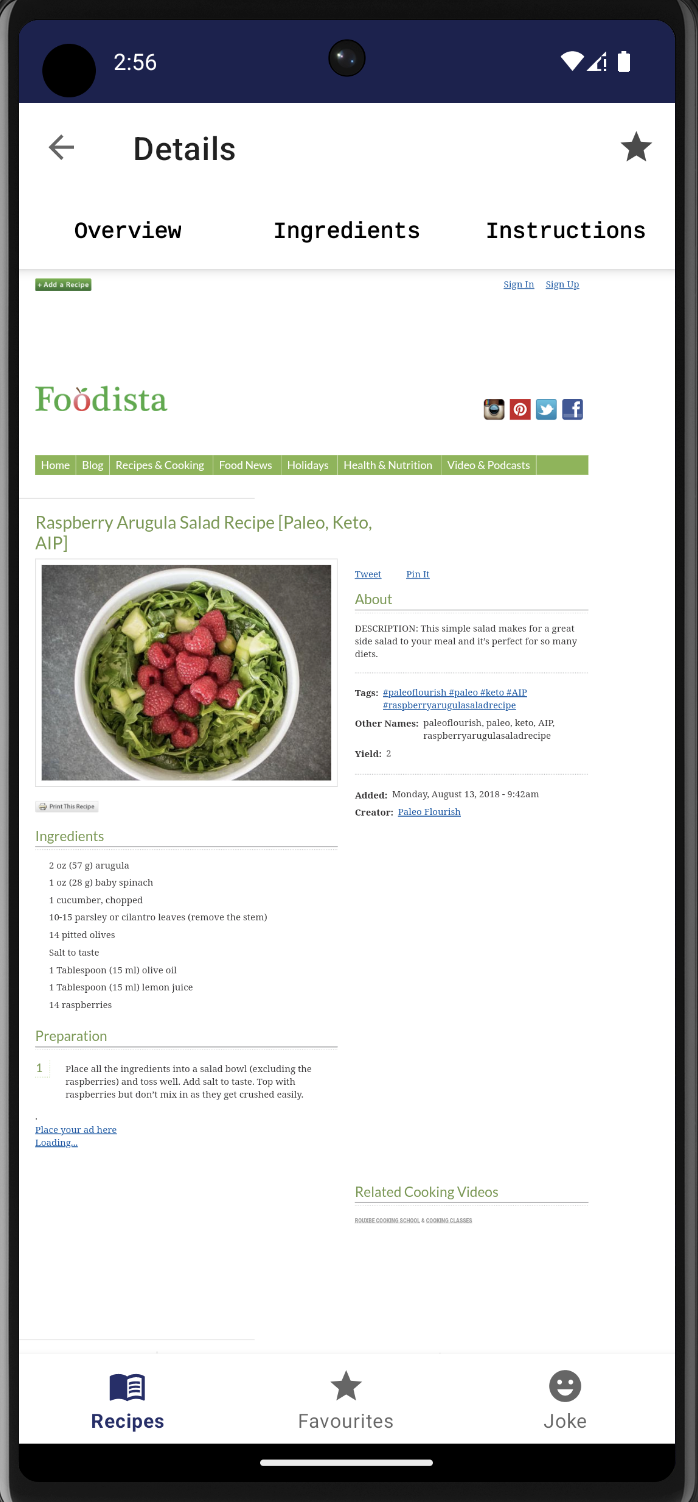 2:56
Details
Overview Ingredients Instructions
+ Add a Recipe
Sign In Sign Up
Foodista
Home Blog Recipes & Cooking Food News Holidays Health & Nutrition Video & Podcasts
Raspberry Arugula Salad Recipe [Paleo, Keto,
AIP]
Print This Recipe
Ingredients
2 oz (57 g) arugula
1 oz (28 g) baby spinach
1 cucumber, chopped
10-15 parsley or cilantro leaves (remove the stem)
14 pitted olives
Salt to taste
1 Tablespoon (15 ml) olive oil
1 Tablespoon (15 ml) lemon juice
14 raspberries
Preparation
1 Place all the ingredients into a salad bowl (excluding the
raspberries) and toss well. Add salt to taste. Top with
raspberries but don't mix in as they get crushed easily.
.
Place your ad here
Loading...
Tweet Pin It
About
DESCRIPTION: This simple salad makes for a great
side salad to your meal and it's perfect for so many
diets.
Tags: #paleoflourish #paleo #keto #AIP
#raspberryarugulasaladrecipe
Other Names: paleoflourish, paleo, keto, AIP,
raspberryarugulasaladrecipe
Yield: 2
Added: Monday, August 13, 2018 - 9:42am
Creator: Paleo Flourish
Related Cooking Videos
ROUXBE COOKING SCHOOL & COOKING CLASSES
Recipes Favourites Joke